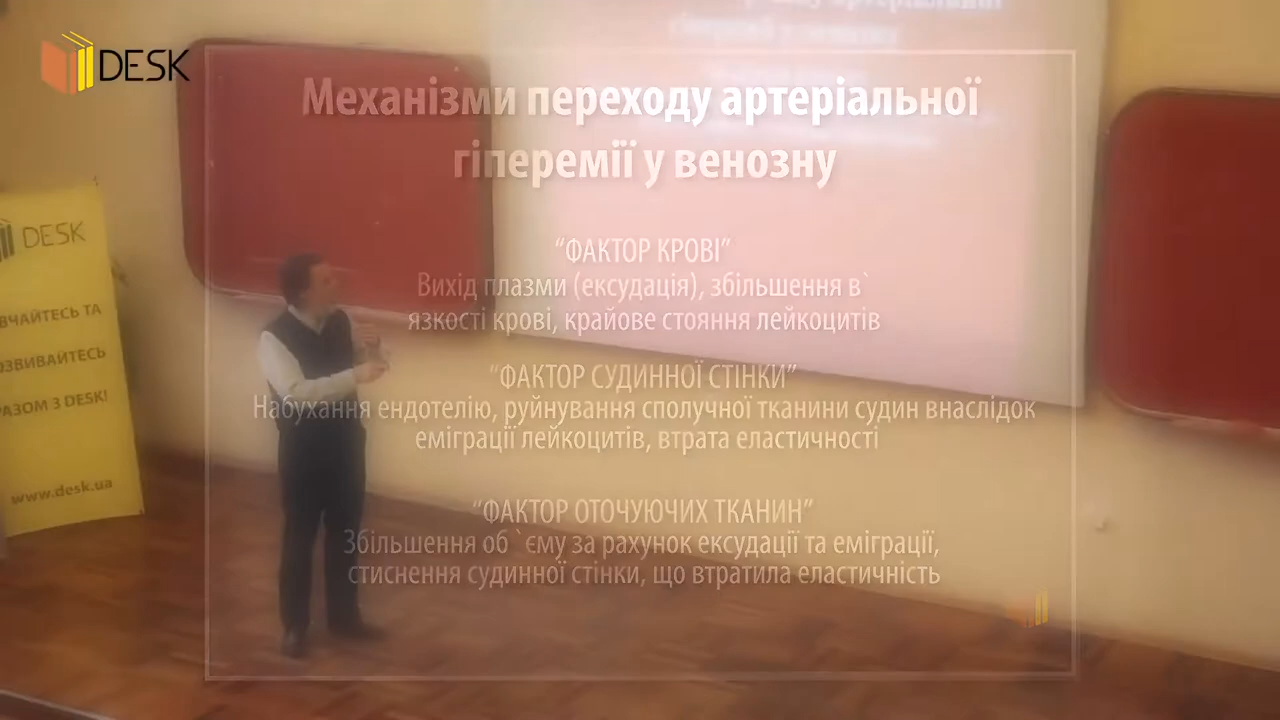 DESK
Механізми переходу артеріальної
гіперемії у венозну
“ФАКТОР КРОВІ”
Вихід плазми (ексудація), збільшення в`
язкості крові, крайове стояння лейкоцитів
“ФАКТОР СУДИННОЇ СТІНКИ”
Набухання ендотелію, руйнування сполучної тканини судин внаслідок
еміграції лейкоцитів, втрата еластичності
“ФАКТОР ОТОЧУЮЧИХ ТКАНИН”
Збільшення об `єму за рахунок ексудації та еміграції,
стиснення судинної стінки, що втратила еластичність
DESK
ВЧАЙТЕСЬ ТА
ОЗВИВАЙТЕСЬ
РАЗОМ З DESK!
www.desk.ua